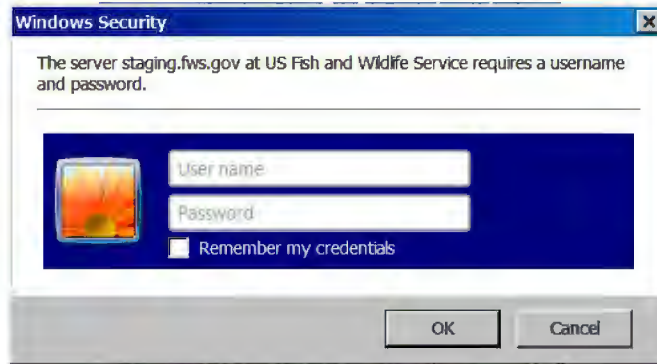 Windows Security
The server staging.fws.gov at US Fish and Wildlife Service requires a username
and password.
User name
Password
Remember my credentials
OK
Cancel